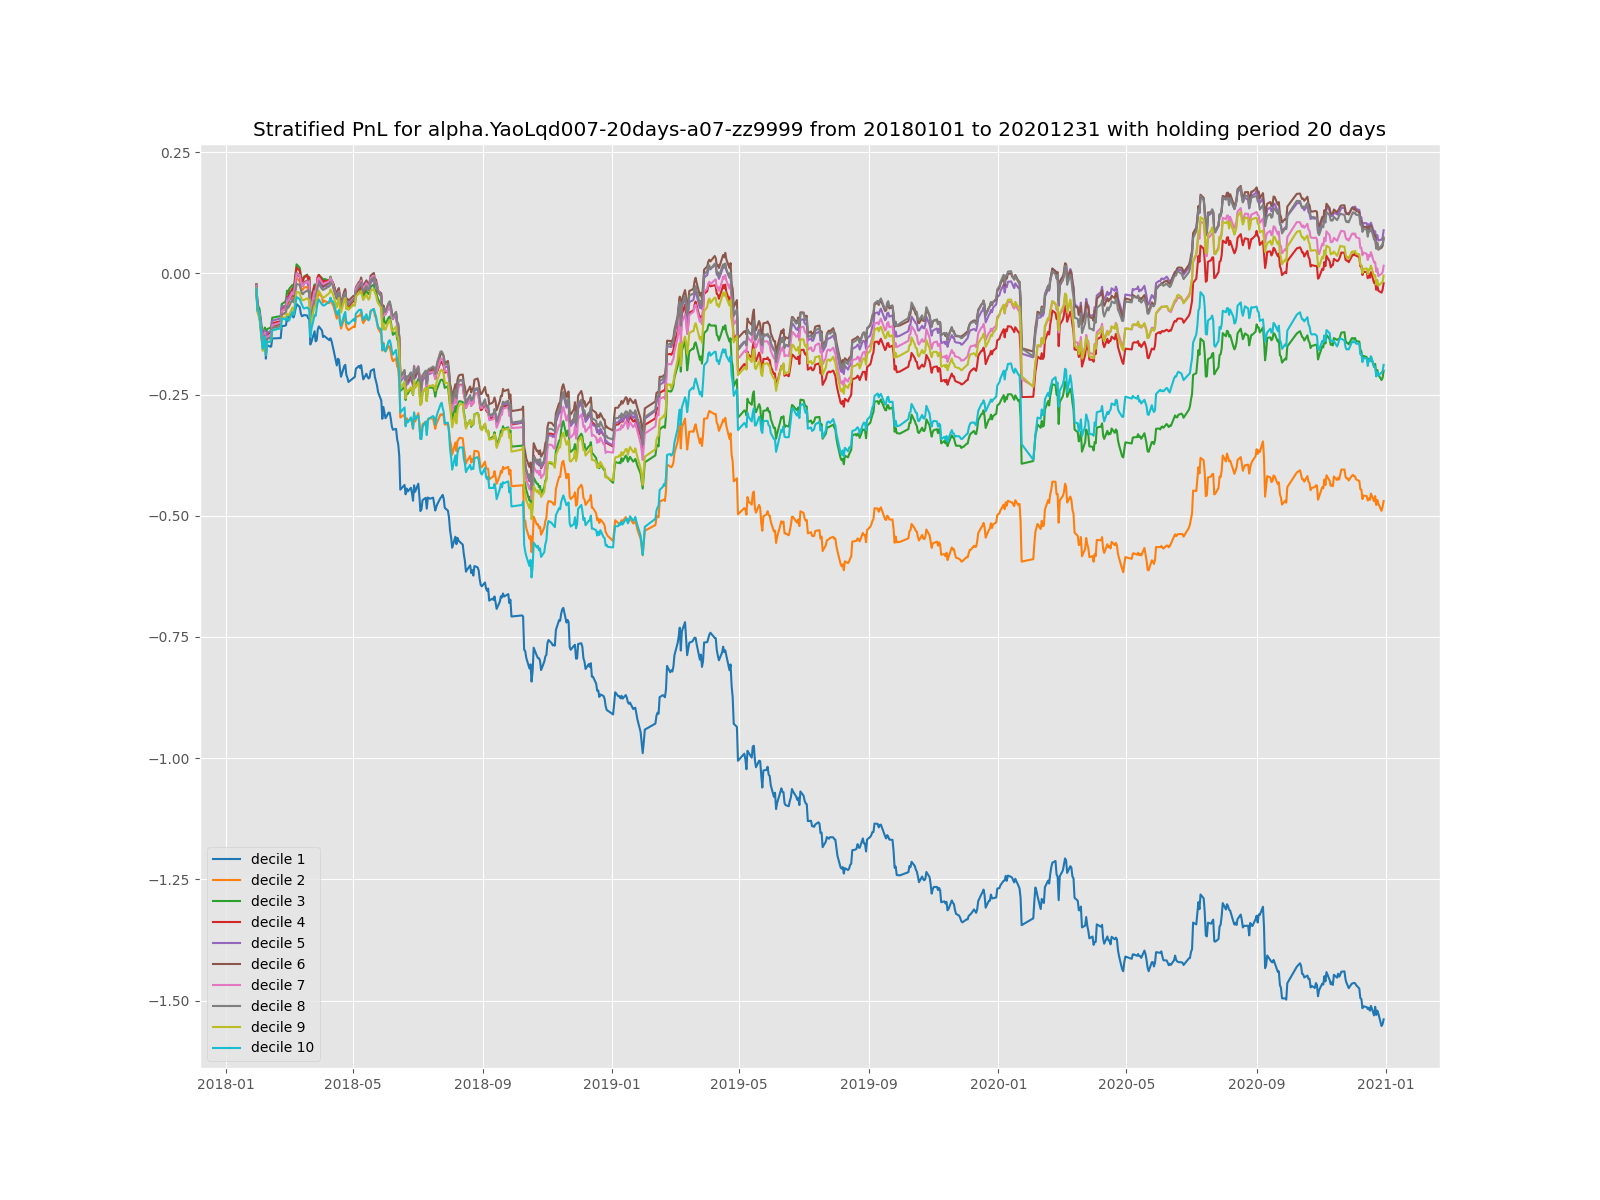 Stratified PnL for alpha.YaoLqd007-20days-a07-zz9999 from 20180101 to 20201231 with holding period 20 days
0.25
0.00
−0.25
−0.50
−0.75
−1.00
−1.25
−1.50
decile 1
decile 2
decile 3
decile 4
decile 5
decile 6
decile 7
decile 8
decile 9
decile 10
2018-01 2018-05 2018-09 2019-01 2019-05 2019-09 2020-01 2020-05 2020-09 2021-01